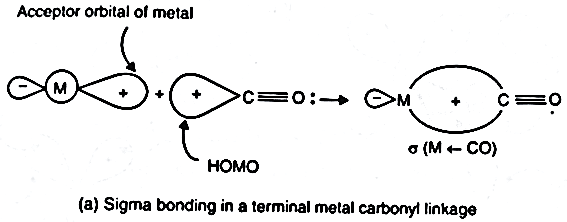 Acceptor orbital of metal
− M + + + C≡O: → − M + C≡O
HOMO
σ (M ← CO)
(a) Sigma bonding in a terminal metal carbonyl linkage